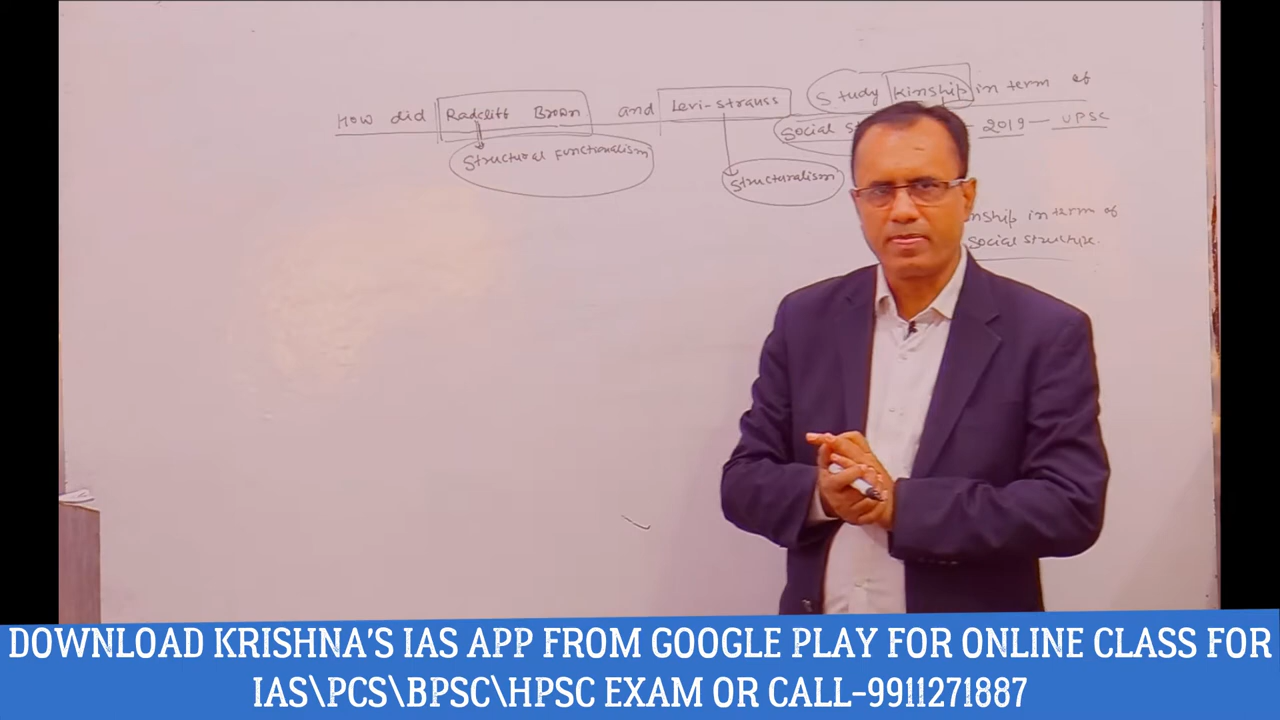 How did Radcliff Brown and Levi-strauss Study Kinship in term of
Social 2019 — UPSC
Structural Functionalism
Structuralism
in term of
Social structure.
DOWNLOAD KRISHNA'S IAS APP FROM GOOGLE PLAY FOR ONLINE CLASS FOR
IAS\PCS\BPSC\HPSC EXAM OR CALL-9911271887